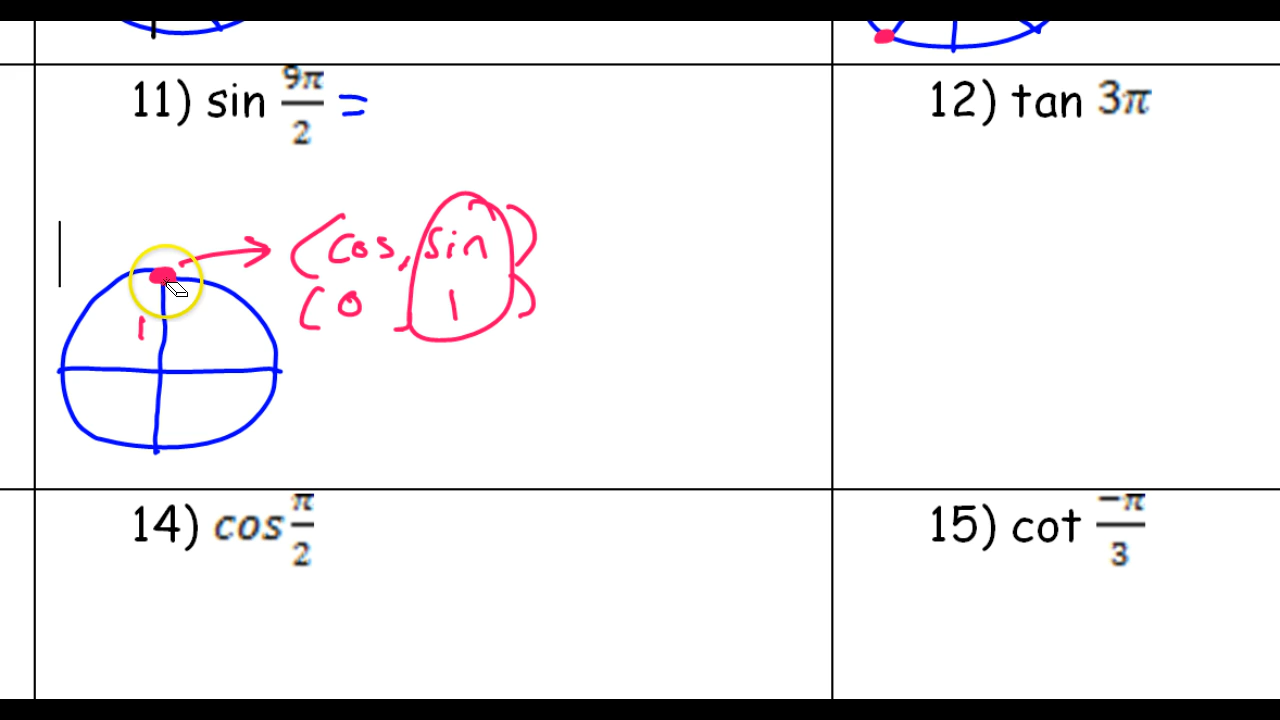 11) sin 9π/2 =
12) tan 3π
(cos, sin)
(0, 1)
1
14) cos π/2
15) cot -π/3